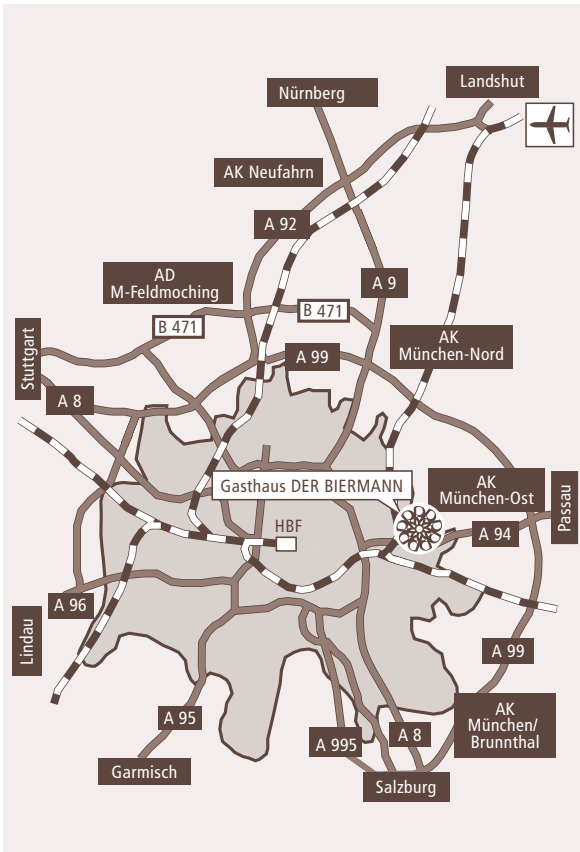 Landshut
Nürnberg
AK Neufahrn
A 92
AD
M-Feldmoching
A 9
B 471
B 471
AK
München-Nord
Stuttgart
A 99
A 8
Gasthaus DER BIERMANN
AK
München-Ost
Passau
HBF
A 94
A 96
Lindau
A 99
A 95
AK
München/
Brunnthal
A 995
A 8
Garmisch
Salzburg